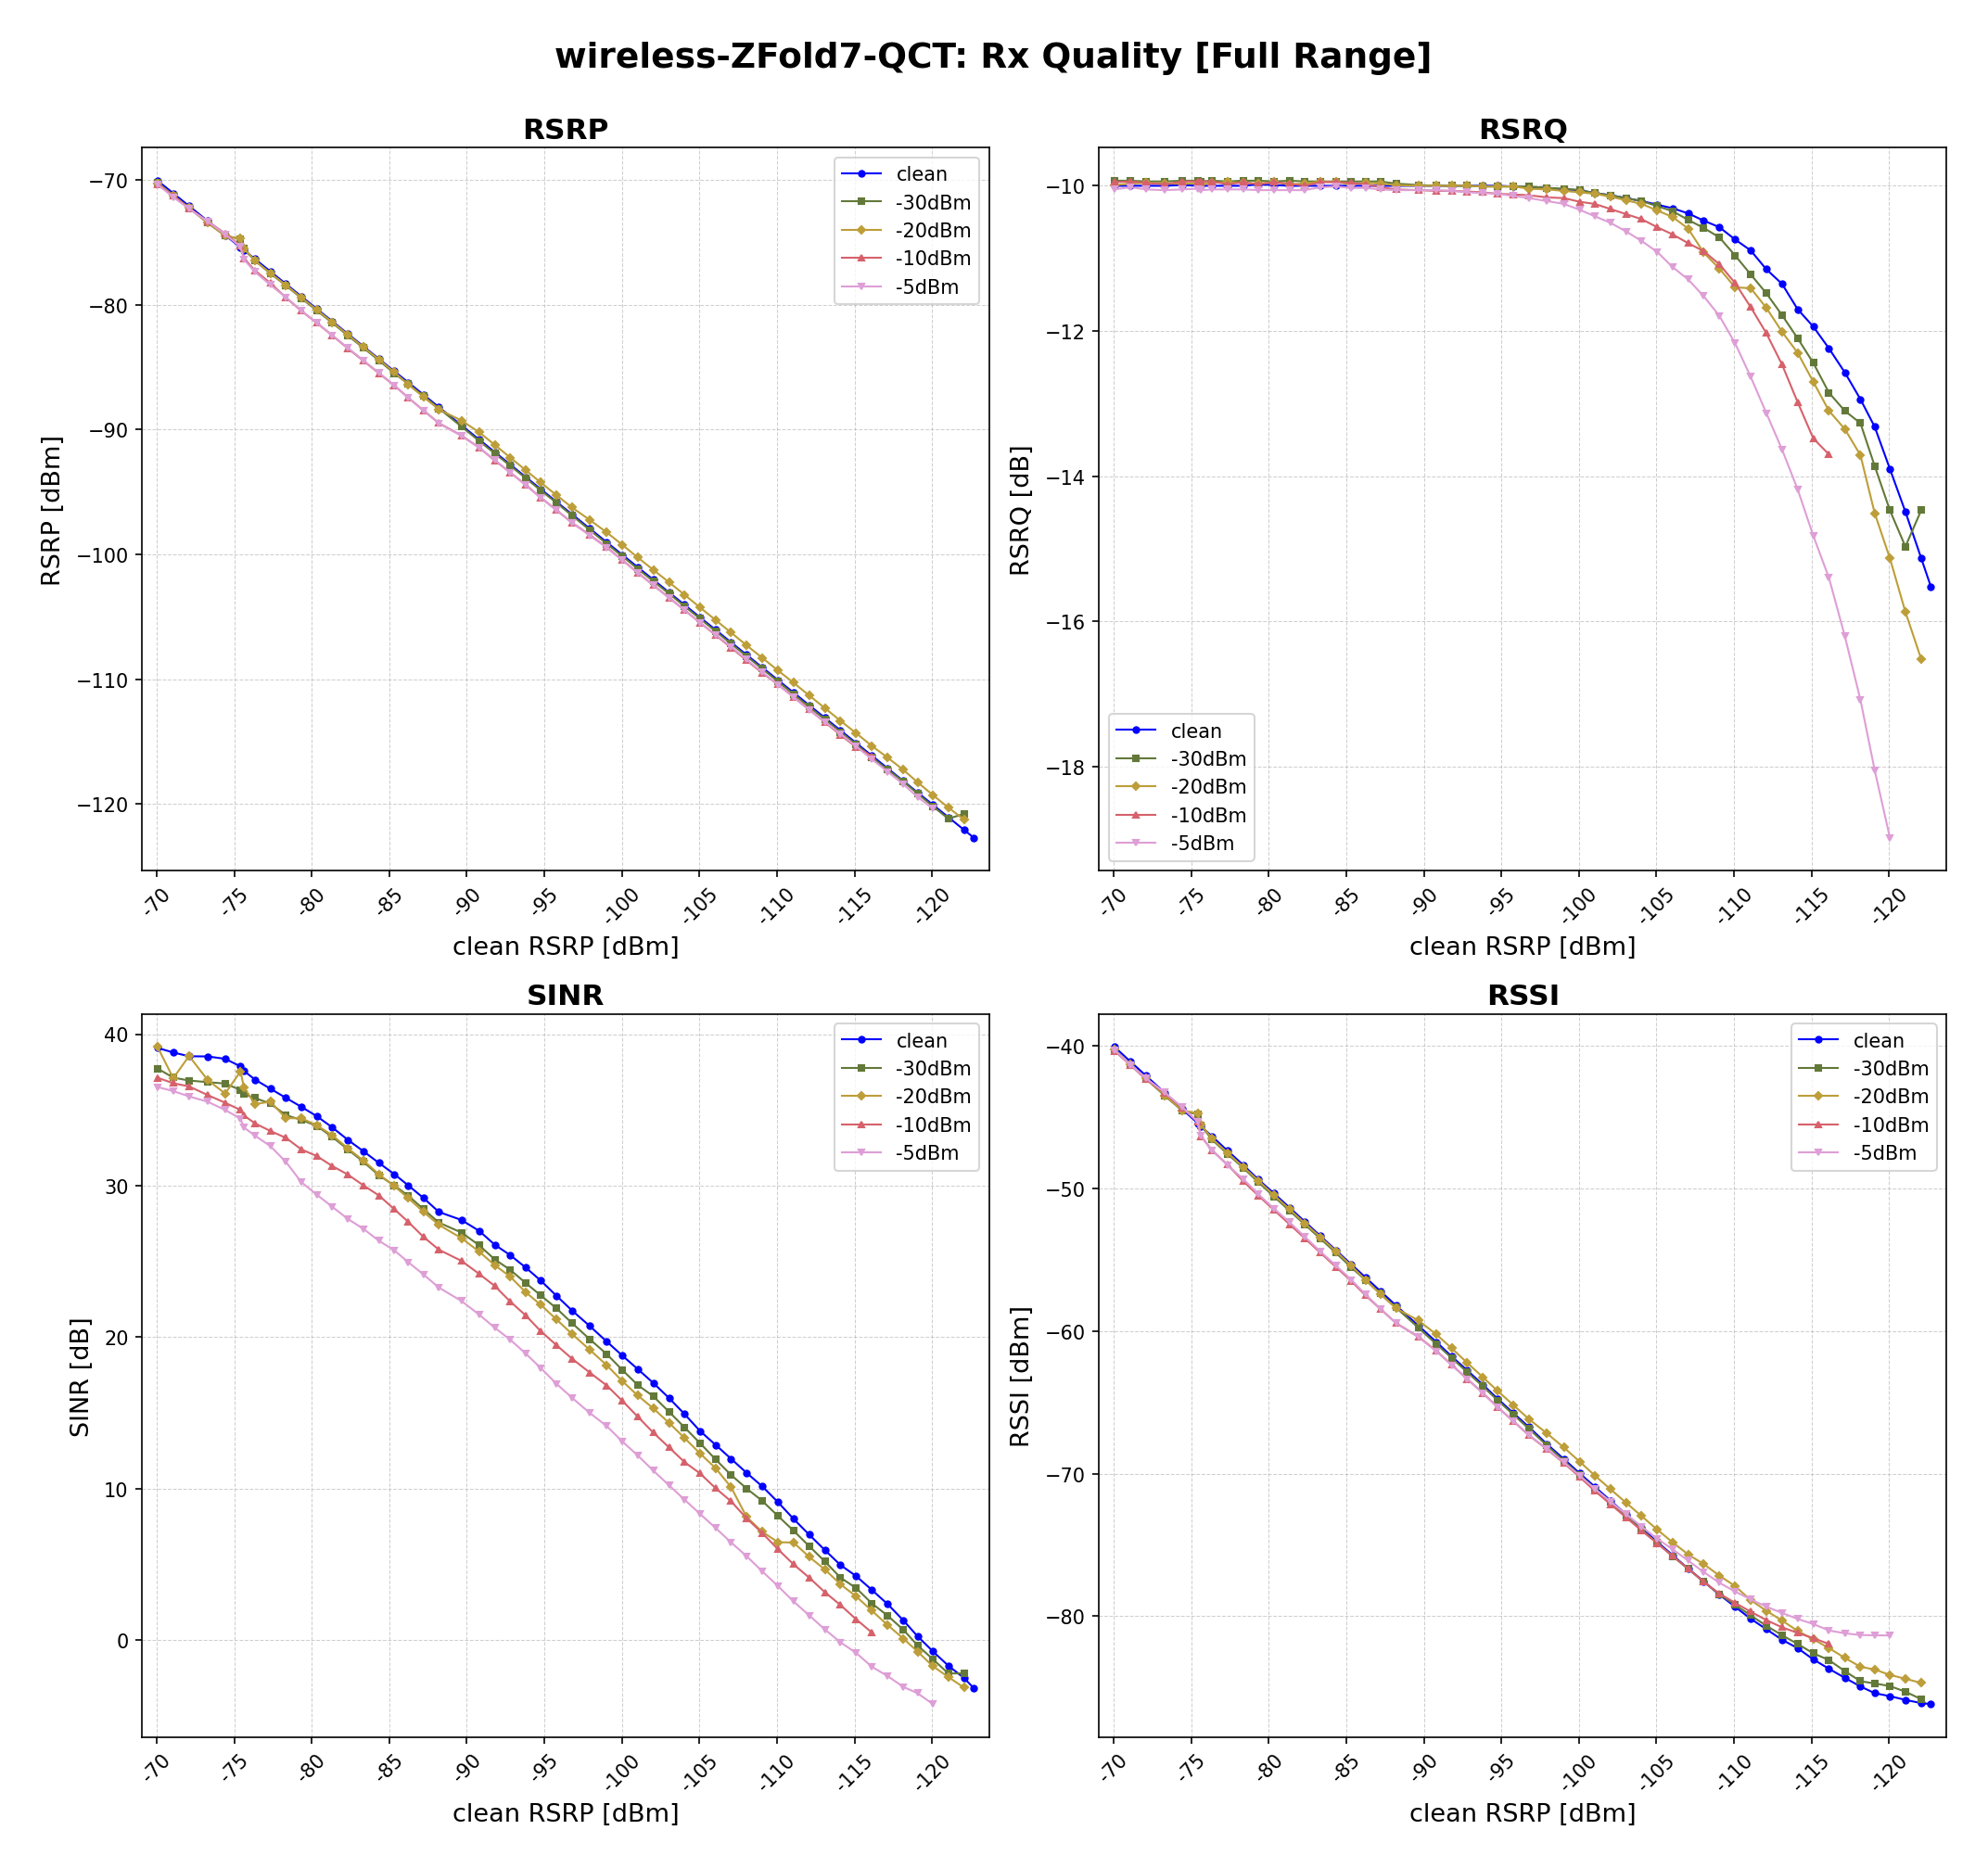 wireless-ZFold7-QCT: Rx Quality [Full Range]
RSRP
RSRP [dBm]
−70
−80
−90
−100
−110
−120
clean
-30dBm
-20dBm
-10dBm
-5dBm
-70
-75
-80
-85
-90
-95
-100
-105
-110
-115
-120
clean RSRP [dBm]
RSRQ
RSRQ [dB]
−10
−12
−14
−16
−18
clean
-30dBm
-20dBm
-10dBm
-5dBm
-70
-75
-80
-85
-90
-95
-100
-105
-110
-115
-120
clean RSRP [dBm]
SINR
SINR [dB]
40
30
20
10
0
clean
-30dBm
-20dBm
-10dBm
-5dBm
-70
-75
-80
-85
-90
-95
-100
-105
-110
-115
-120
clean RSRP [dBm]
RSSI
RSSI [dBm]
−40
−50
−60
−70
−80
clean
-30dBm
-20dBm
-10dBm
-5dBm
-70
-75
-80
-85
-90
-95
-100
-105
-110
-115
-120
clean RSRP [dBm]